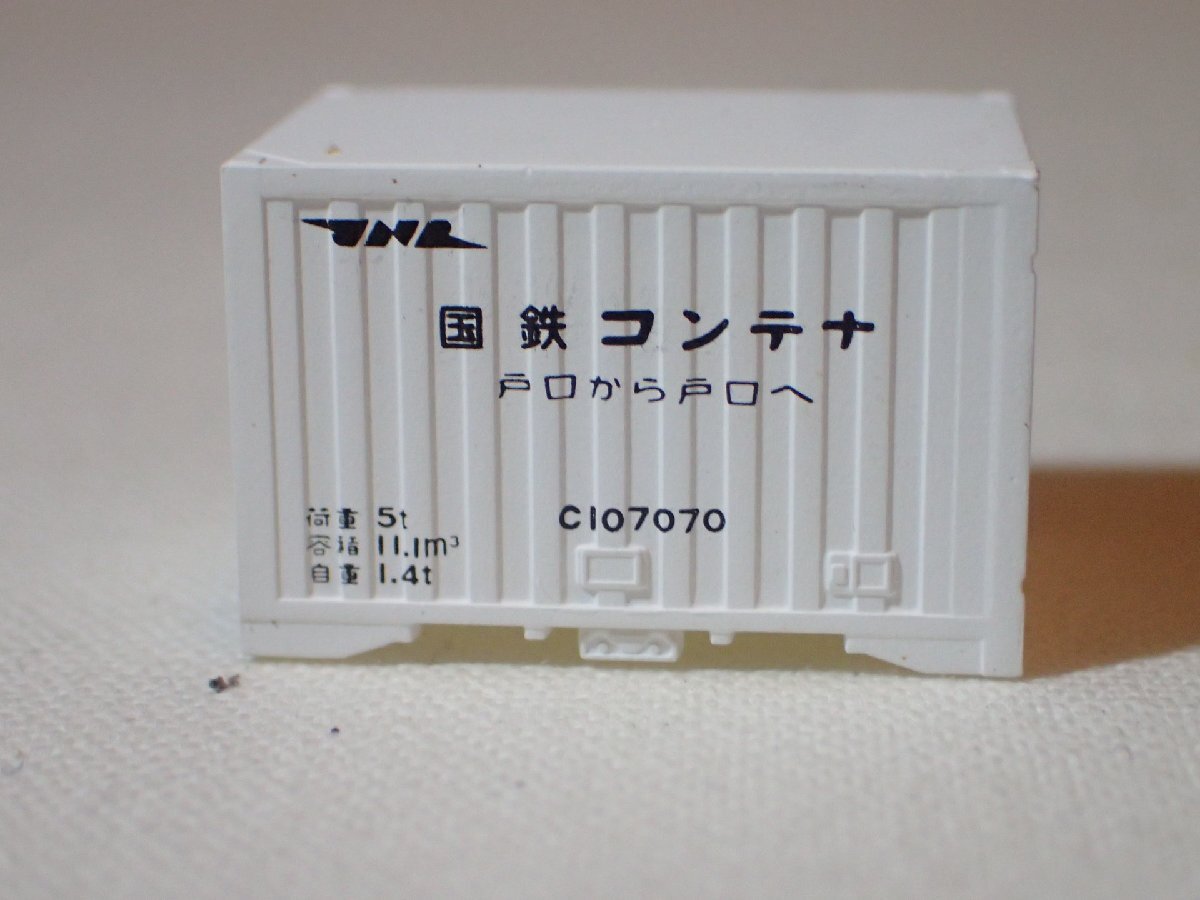 JNR
国鉄コンテナ
戸口から戸口へ
荷重 5t
容積 11.1m³
自重 1.4t
C107070